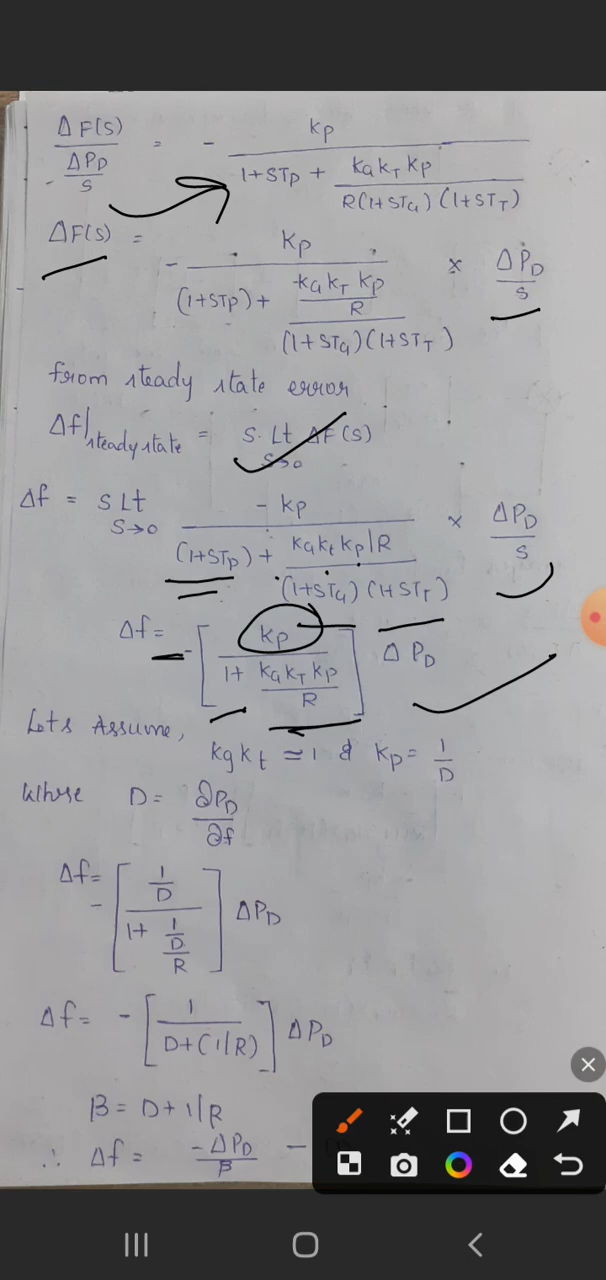 ΔF(s) / (ΔP_D / s) = - K_P / (1+ST_P + K_G K_T K_P / R(1+ST_G)(1+ST_T))
ΔF(s) = - K_P / ((1+ST_P) + (K_G K_T K_P / R) / (1+ST_G)(1+ST_T)) × ΔP_D / s
from steady state error
Δf|steady state = s. Lt s→0 ΔF(s)
Δf = s Lt s→0 -K_P / ((1+ST_P) + K_G K_t K_P|R / (1+ST_G)(1+ST_T)) × ΔP_D / s
Δf = - [K_P / (1+ K_G K_T K_P / R)] ΔP_D
Lets Assume,
Kg Kt ≃ 1 & K_P = 1/D
Where D = ∂P_D / ∂f
Δf = - [(1/D) / (1+ (1/D) / R)] ΔP_D
Δf = - [1 / (D+(1|R))] ΔP_D
β = D+1|R
∴ Δf = -ΔP_D / β —